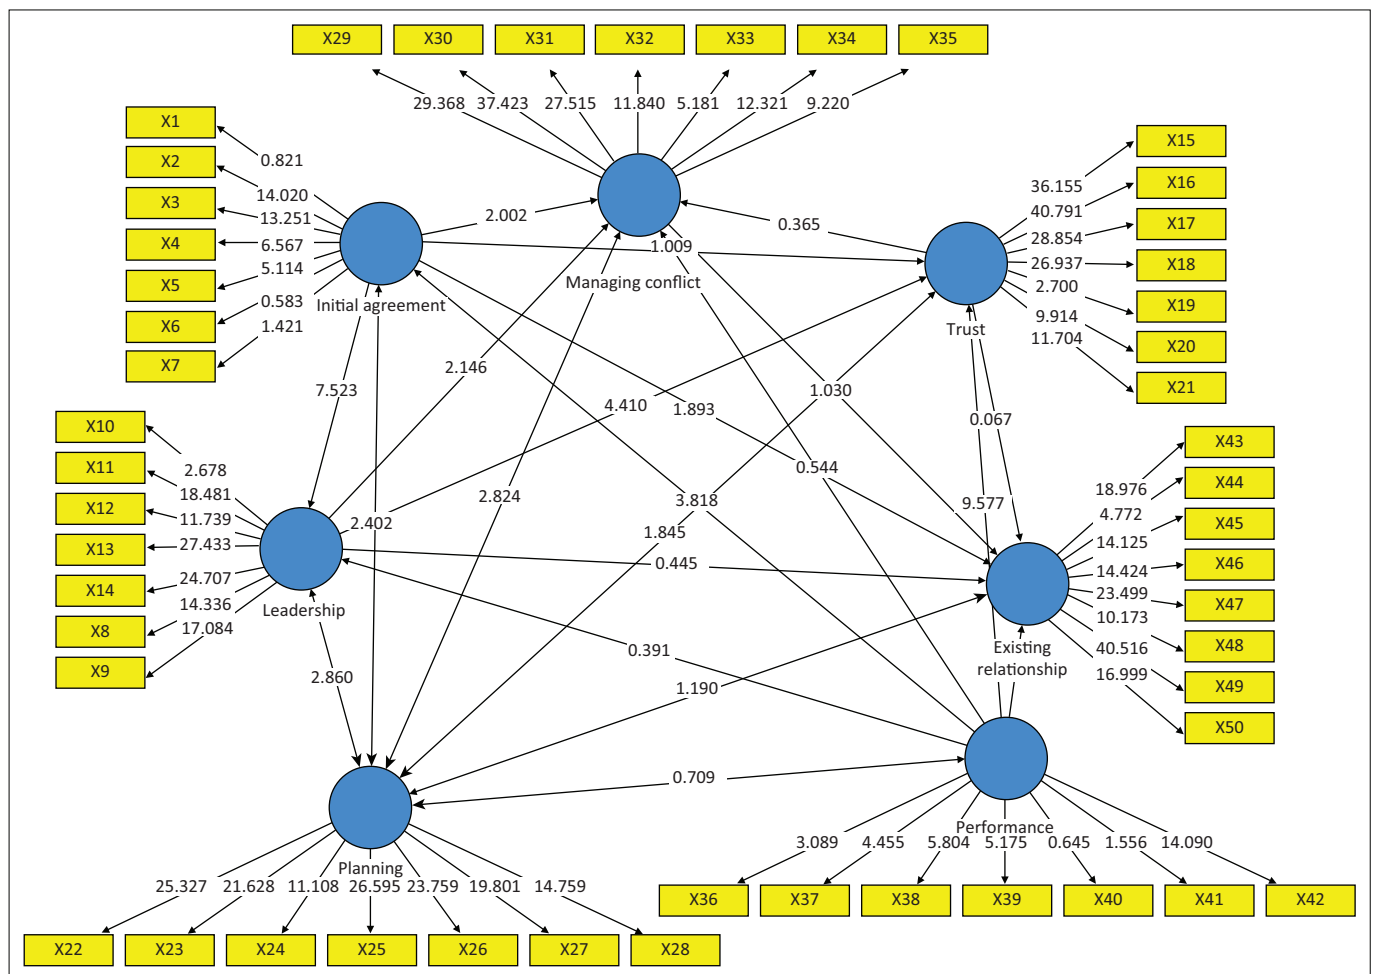 X29 X30 X31 X32 X33 X34 X35
29.368 37.423 27.515 11.840 5.181 12.321 9.220
X1
X2
X3
X4
X5
X6
X7
0.821
14.020
13.251
6.567
5.114
0.583
1.421
Initial agreement
Managing conflict
X15
X16
X17
X18
X19
X20
X21
36.155
40.791
28.854
26.937
2.700
9.914
11.704
Trust
2.002
0.365
1.009
7.523
2.146
4.410
1.893
1.030
0.067
X10
X11
X12
X13
X14
X8
X9
2.678
18.481
11.739
27.433
24.707
14.336
17.084
Leadership
2.402
2.824
0.544
3.818
9.577
1.845
0.445
X43
X44
X45
X46
X47
X48
X49
X50
18.976
4.772
14.125
14.424
23.499
10.173
40.516
16.999
Existing
relationship
0.391
2.860
1.190
0.709
Performance
3.089 4.455 5.804 5.175 0.645 1.556 14.090
X36 X37 X38 X39 X40 X41 X42
Planning
25.327 21.628 11.108 26.595 23.759 19.801 14.759
X22 X23 X24 X25 X26 X27 X28